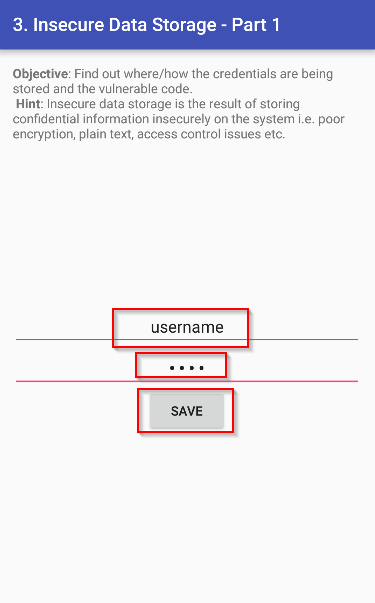 3. Insecure Data Storage - Part 1
Objective: Find out where/how the credentials are being
stored and the vulnerable code.
Hint: Insecure data storage is the result of storing
confidential information insecurely on the system i.e. poor
encryption, plain text, access control issues etc.
username
••••
SAVE